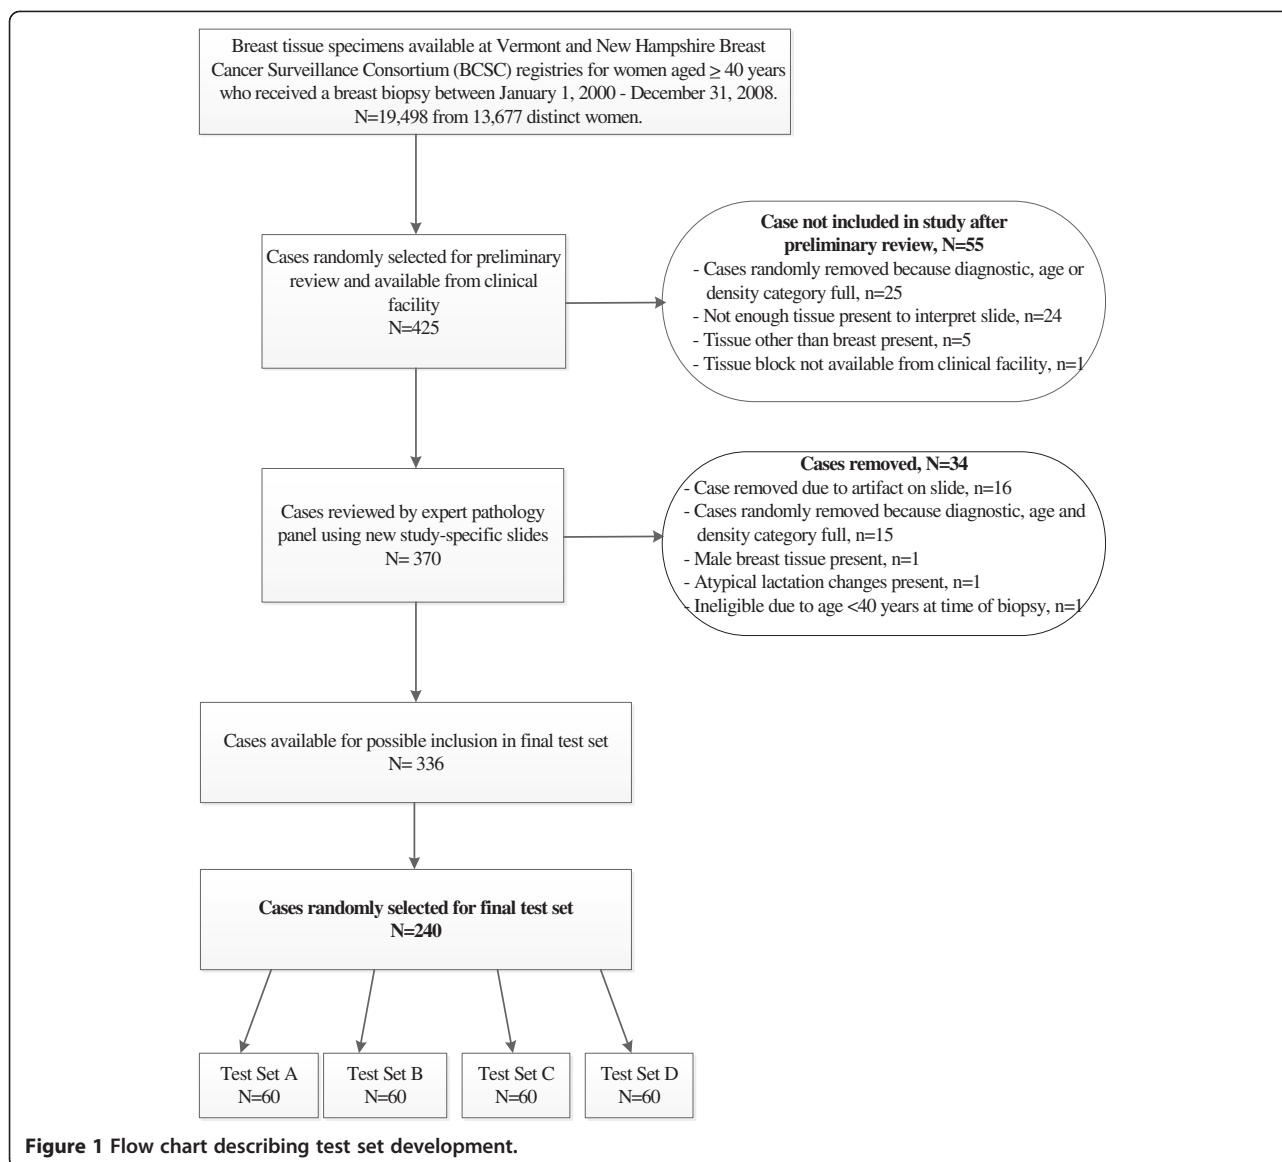 Breast tissue specimens available at Vermont and New Hampshire Breast
Cancer Surveillance Consortium (BCSC) registries for women aged ≥ 40 years
who received a breast biopsy between January 1, 2000 - December 31, 2008.
N=19,498 from 13,677 distinct women.
Cases randomly selected for preliminary
review and available from clinical
facility
N=425
Case not included in study after
preliminary review, N=55
- Cases randomly removed because diagnostic, age or
density category full, n=25
- Not enough tissue present to interpret slide, n=24
- Tissue other than breast present, n=5
- Tissue block not available from clinical facility, n=1
Cases reviewed by expert pathology
panel using new study-specific slides
N= 370
Cases removed, N=34
- Case removed due to artifact on slide, n=16
- Cases randomly removed because diagnostic, age and
density category full, n=15
- Male breast tissue present, n=1
- Atypical lactation changes present, n=1
- Ineligible due to age <40 years at time of biopsy, n=1
Cases available for possible inclusion in final test set
N= 336
Cases randomly selected for final test set
N=240
Test Set A
N=60
Test Set B
N=60
Test Set C
N=60
Test Set D
N=60
Figure 1 Flow chart describing test set development.